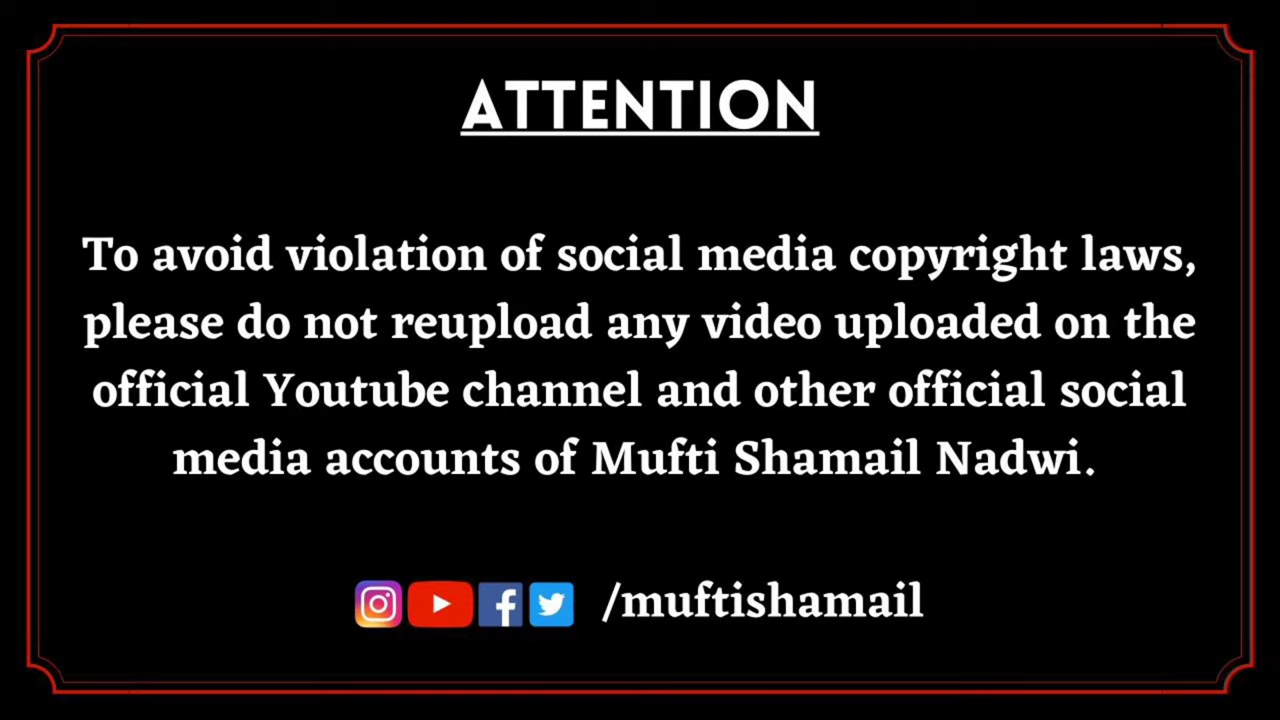 ATTENTION
To avoid violation of social media copyright laws,
please do not reupload any video uploaded on the
official Youtube channel and other official social
media accounts of Mufti Shamail Nadwi.
/muftishamail